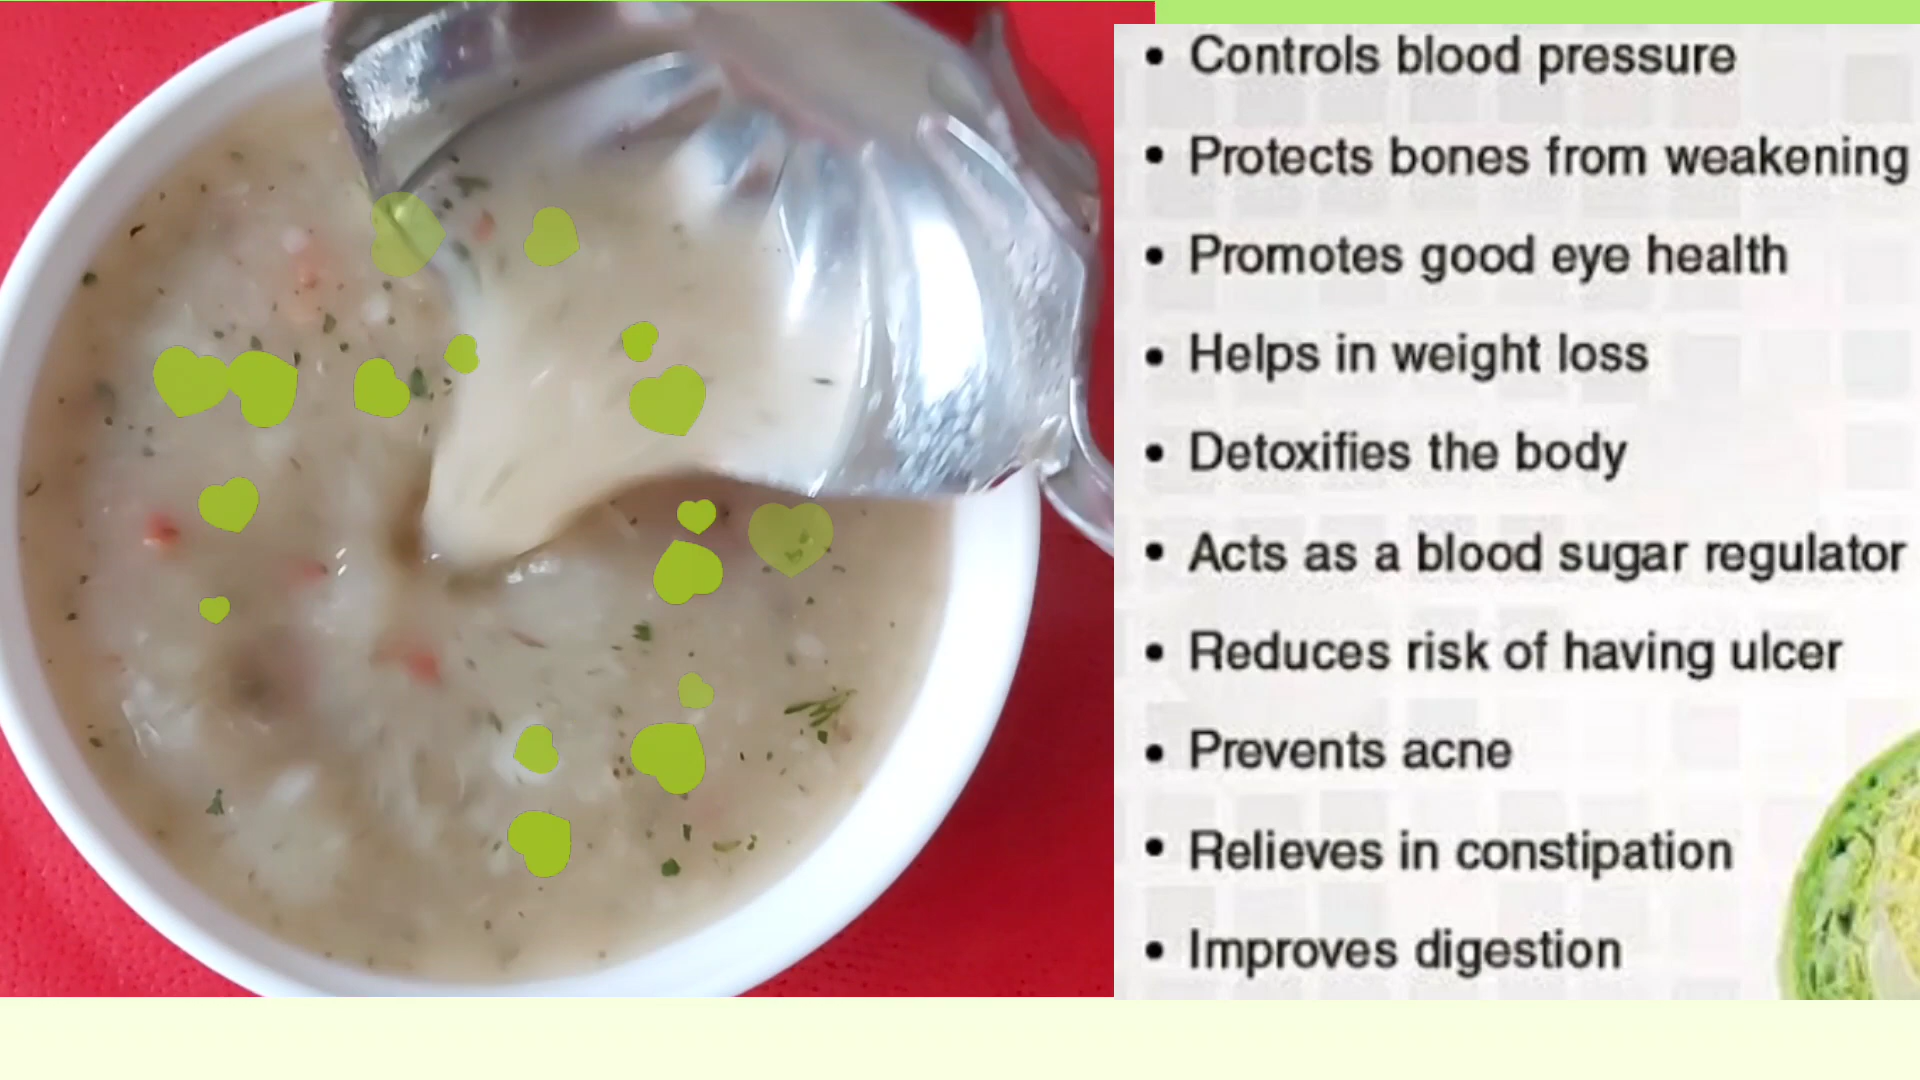 • Controls blood pressure
• Protects bones from weakening
• Promotes good eye health
• Helps in weight loss
• Detoxifies the body
• Acts as a blood sugar regulator
• Reduces risk of having ulcer
• Prevents acne
• Relieves in constipation
• Improves digestion